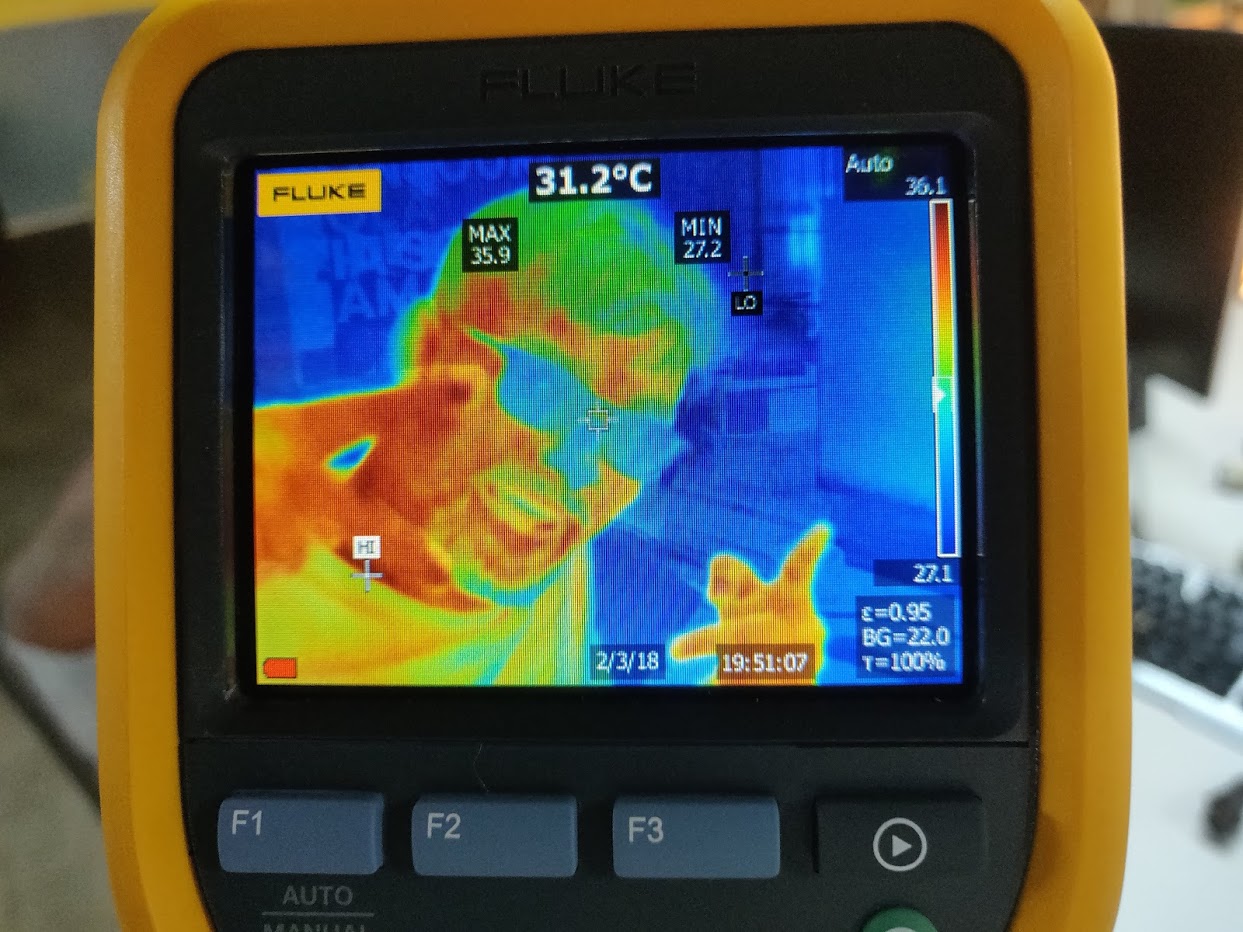 FLUKE
FLUKE
31.2°C
Auto
36.1
MAX
35.9
MIN
27.2
LO
HI
27.1
ε=0.95
BG=22.0
τ=100%
2/3/18
19:51:07
F1
F2
F3
AUTO
MANUAL